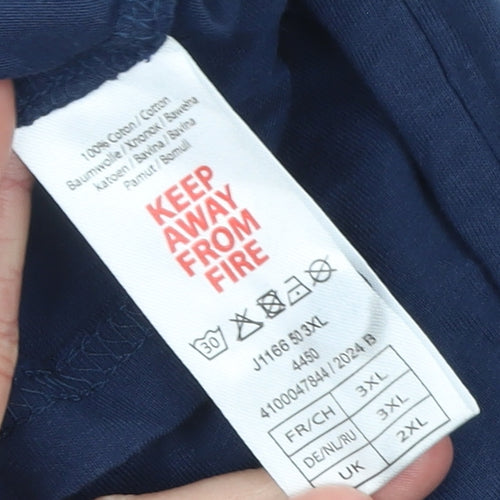 100% Coton / Cotton
Baumwolle / Хлопок / Bawełna
katoen / Bavlna / Bavlna
Pamut / Bomull
KEEP
AWAY
FROM
FIRE
30
J1166 50 3XL
4450
4100047844 / 2024 B
FR/CH 3XL
DE/NL/RU 3XL
UK 2XL